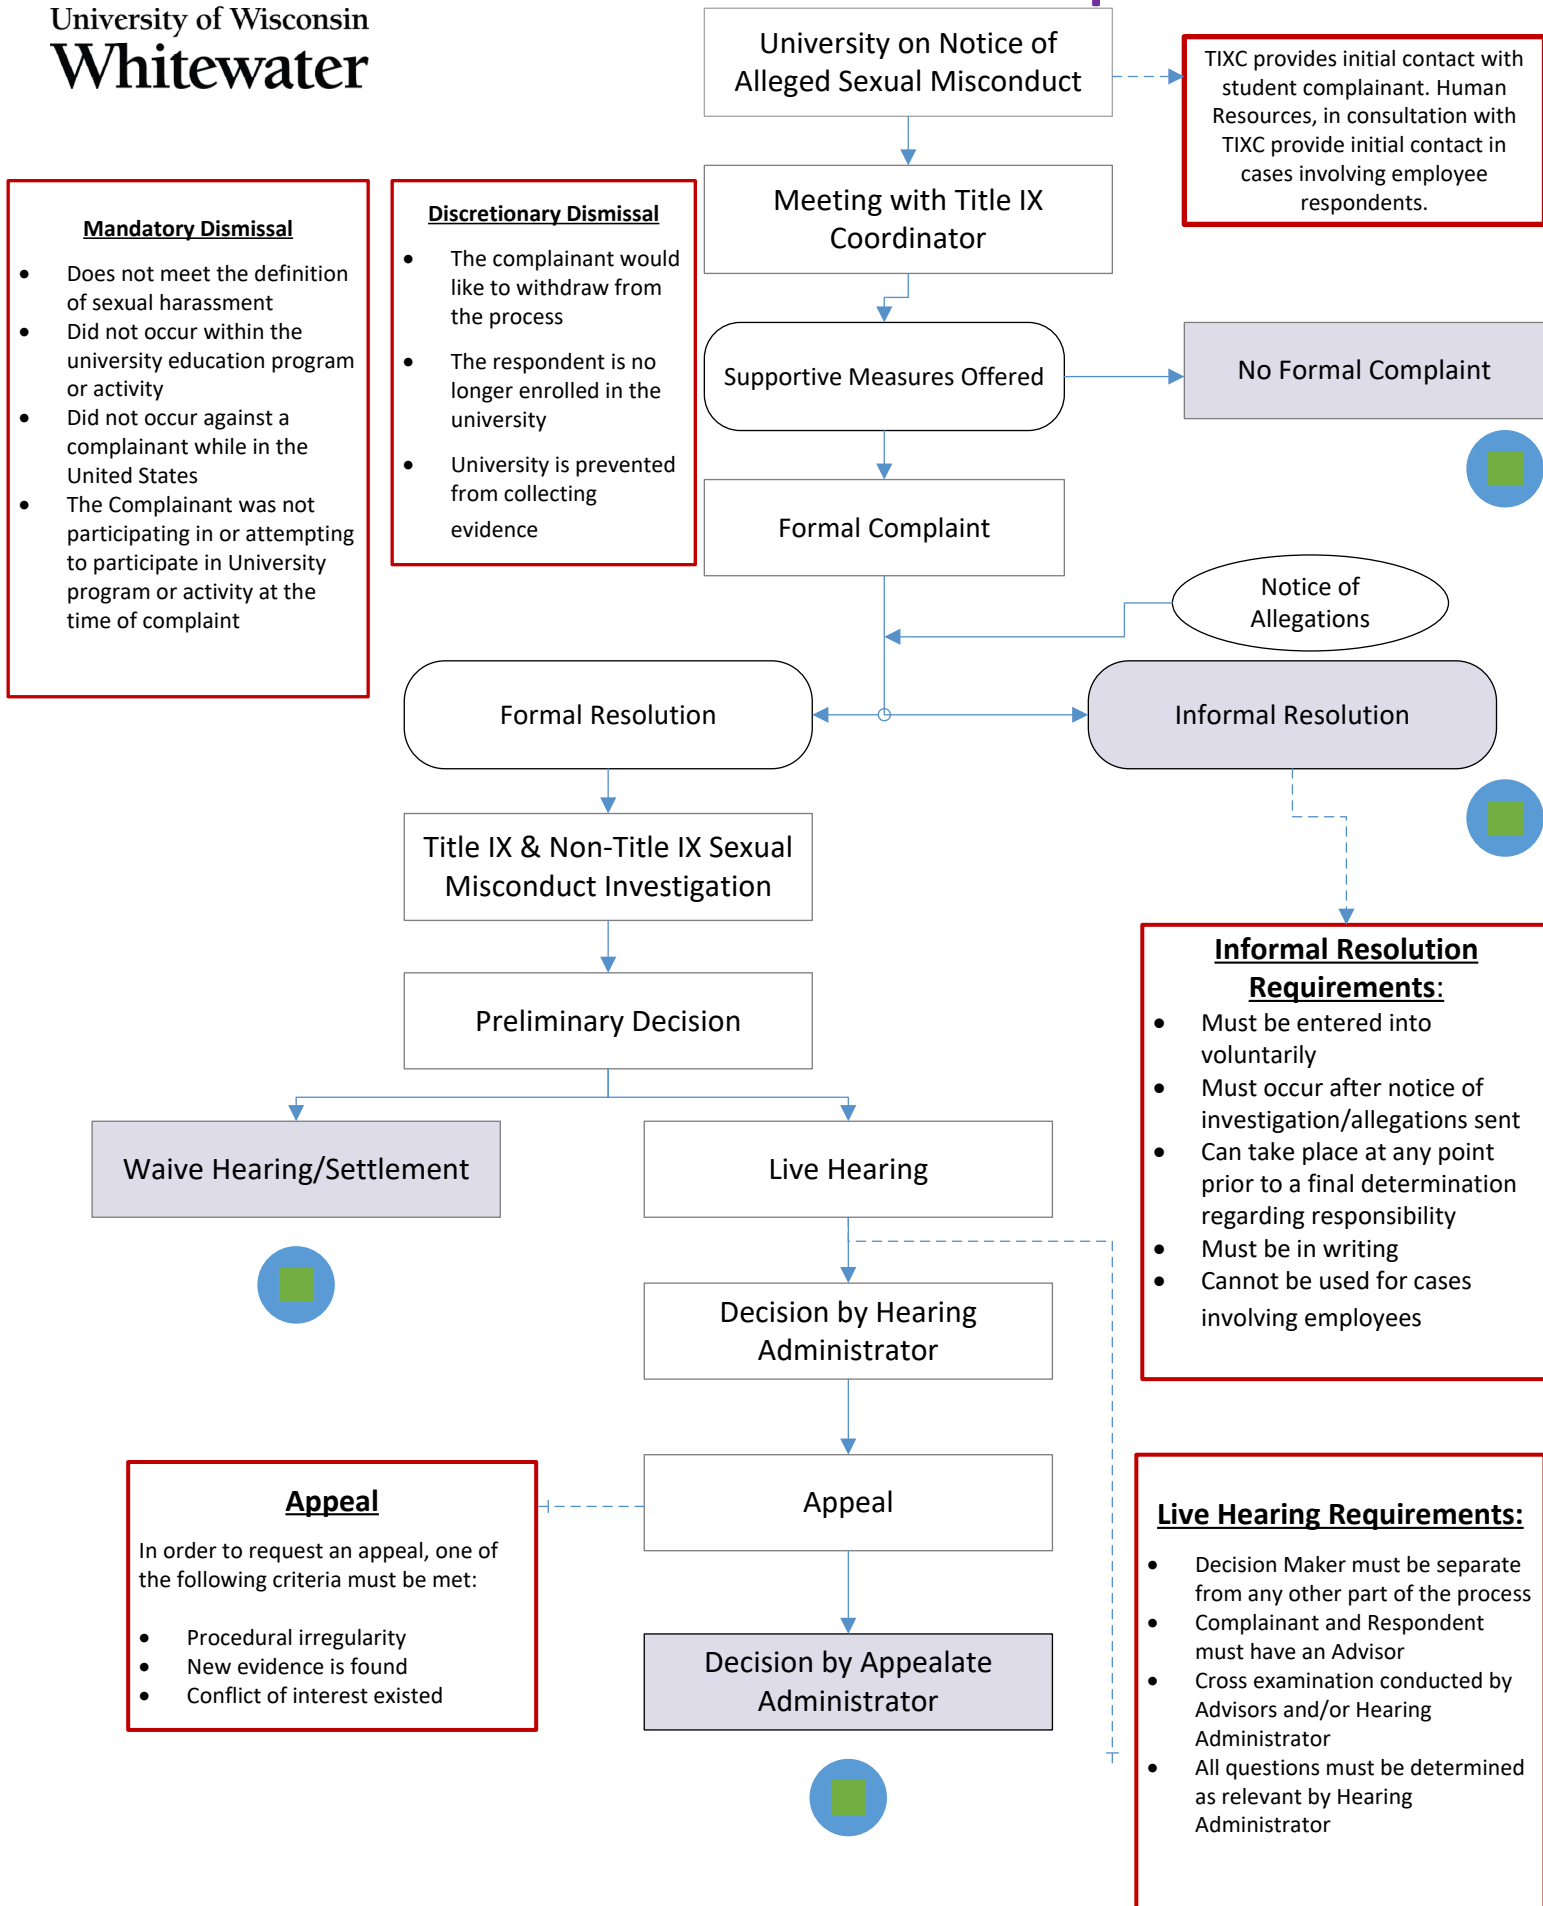 University of Wisconsin
Whitewater
University on Notice of
Alleged Sexual Misconduct
TIXC provides initial contact with
student complainant. Human
Resources, in consultation with
TIXC provide initial contact in
cases involving employee
respondents.
Mandatory Dismissal
• Does not meet the definition
of sexual harassment
• Did not occur within the
university education program
or activity
• Did not occur against a
complainant while in the
United States
• The Complainant was not
participating in or attempting
to participate in University
program or activity at the
time of complaint
Discretionary Dismissal
• The complainant would
like to withdraw from
the process
• The respondent is no
longer enrolled in the
university
• University is prevented
from collecting
evidence
Meeting with Title IX
Coordinator
Supportive Measures Offered
No Formal Complaint
Formal Complaint
Notice of
Allegations
Formal Resolution
Informal Resolution
Title IX & Non-Title IX Sexual
Misconduct Investigation
Preliminary Decision
Informal Resolution
Requirements:
• Must be entered into
voluntarily
• Must occur after notice of
investigation/allegations sent
• Can take place at any point
prior to a final determination
regarding responsibility
• Must be in writing
• Cannot be used for cases
involving employees
Waive Hearing/Settlement
Live Hearing
Decision by Hearing
Administrator
Appeal
In order to request an appeal, one of
the following criteria must be met:
• Procedural irregularity
• New evidence is found
• Conflict of interest existed
Appeal
Decision by Appealate
Administrator
Live Hearing Requirements:
• Decision Maker must be separate
from any other part of the process
• Complainant and Respondent
must have an Advisor
• Cross examination conducted by
Advisors and/or Hearing
Administrator
• All questions must be determined
as relevant by Hearing
Administrator